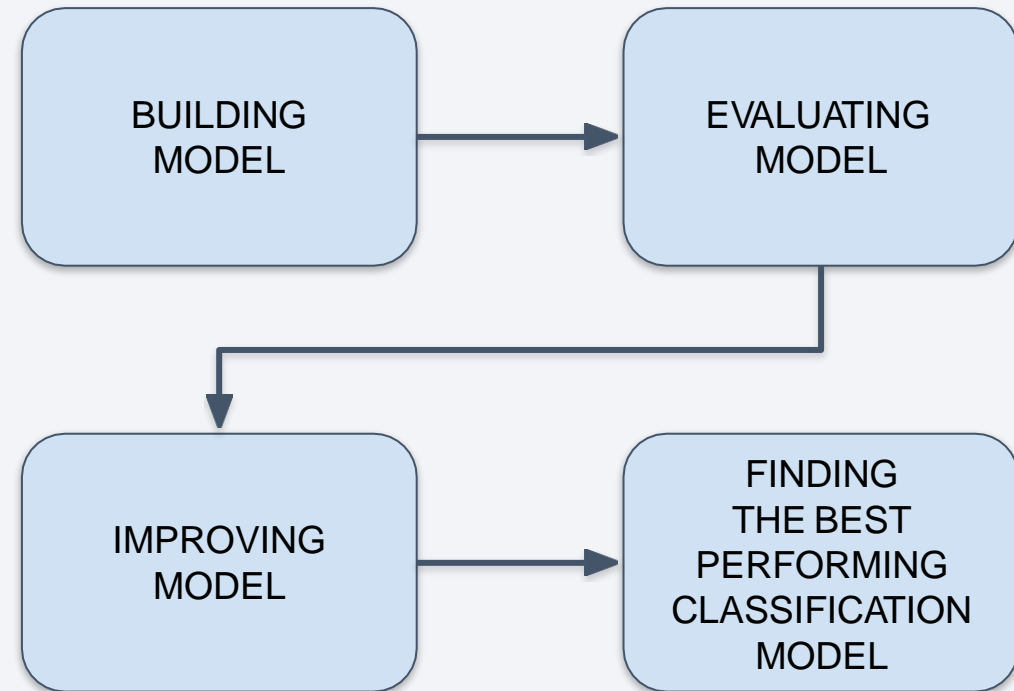 BUILDING
MODEL
EVALUATING
MODEL
IMPROVING
MODEL
FINDING
THE BEST
PERFORMING
CLASSIFICATION
MODEL